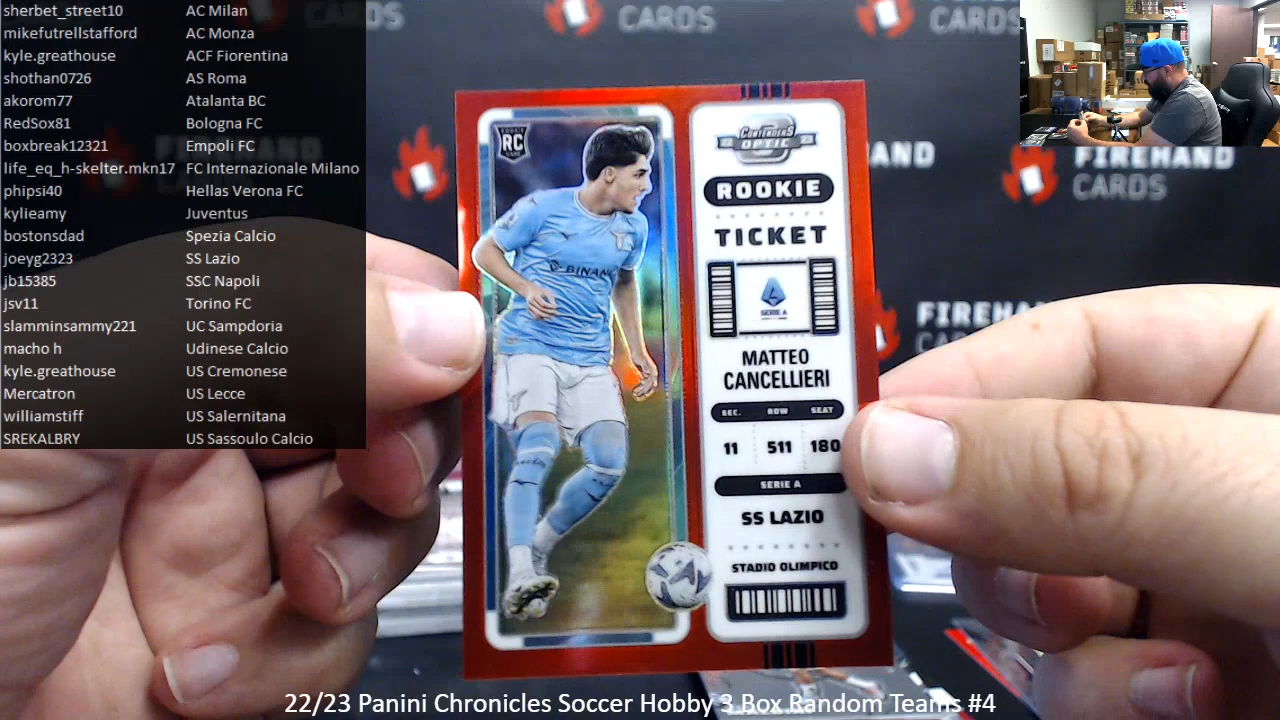 sherbet_street10 AC Milan
mikefutrellstafford AC Monza
kyle.greathouse ACF Fiorentina
shothan0726 AS Roma
akorom77 Atalanta BC
RedSox81 Bologna FC
boxbreak12321 Empoli FC
life_eq_h-skelter.mkn17 FC Internazionale Milano
phipsi40 Hellas Verona FC
kylieamy Juventus
bostonsdad Spezia Calcio
joeyg2323 SS Lazio
jb15385 SSC Napoli
jsv11 Torino FC
slamminsammy221 UC Sampdoria
macho h Udinese Calcio
kyle.greathouse US Cremonese
Mercatron US Lecce
williamstiff US Salernitana
SREKALBRY US Sassoulo Calcio
CARDS
CARDS
FIREHAND
HAND
FIREHAND
CARDS
FIREHA
CARDS
ROOKIE
RC
BINAN
CONTENDERS
OPTIC
ROOKIE
TICKET
SERIE A
MATTEO
CANCELLIERI
SEC. ROW SEAT
11 511 180
SERIE A
SS LAZIO
STADIO OLIMPICO
22/23 Panini Chronicles Soccer Hobby 3 Box Random Teams #4